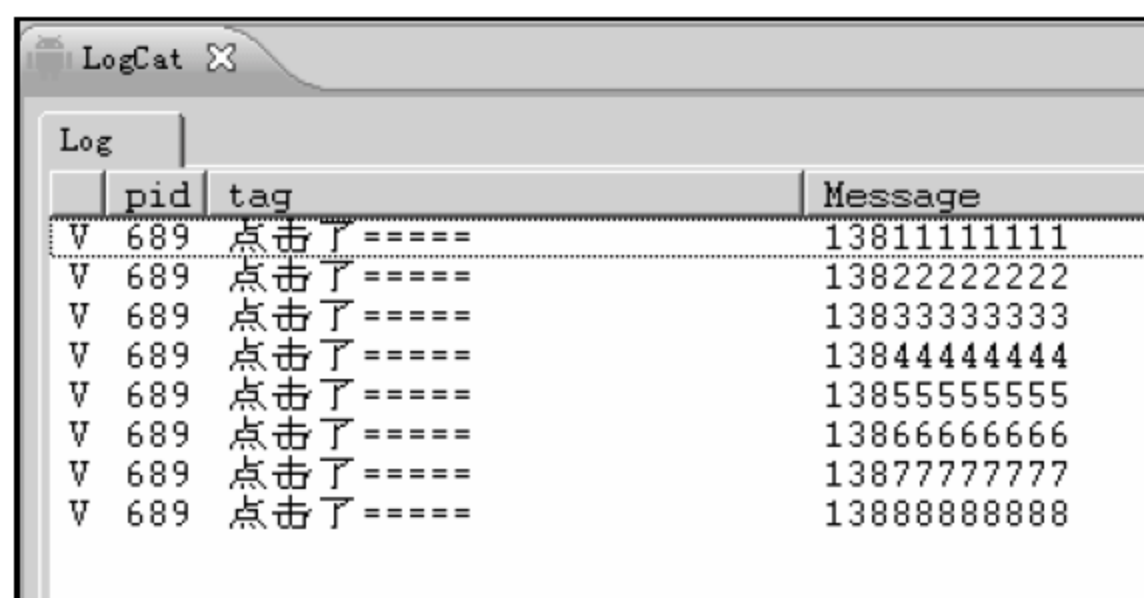 LogCat
Log
pid tag Message
V 689 点击了===== 13811111111
V 689 点击了===== 13822222222
V 689 点击了===== 13833333333
V 689 点击了===== 13844444444
V 689 点击了===== 13855555555
V 689 点击了===== 13866666666
V 689 点击了===== 13877777777
V 689 点击了===== 13888888888